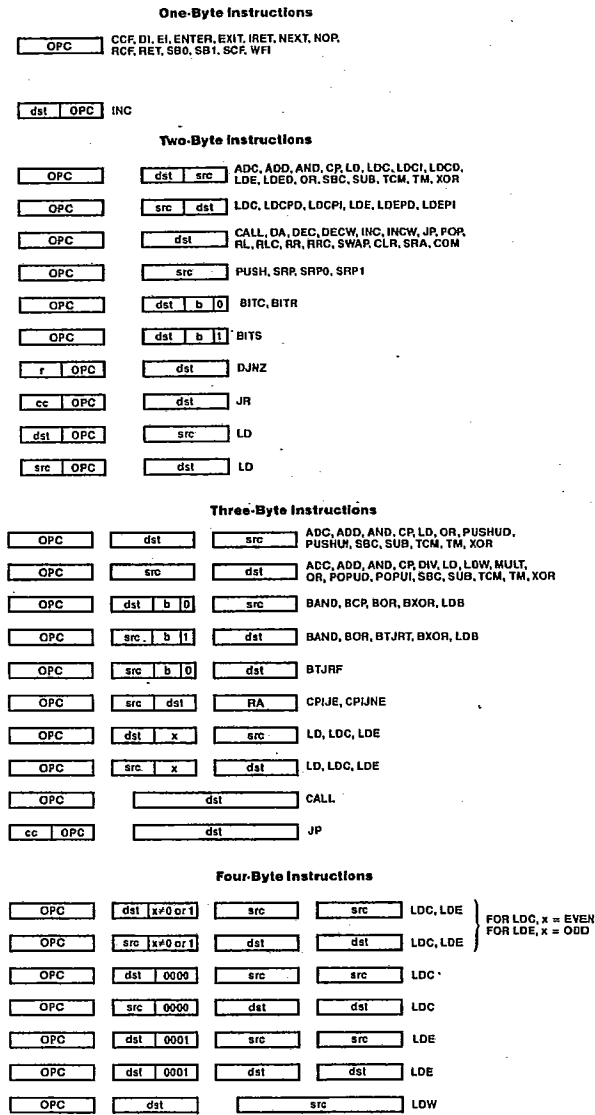 One-Byte Instructions
OPC CCF, DI, EI, ENTER, EXIT, IRET, NEXT, NOP,
RCF, RET, SB0, SB1, SCF, WFI
dst OPC INC
Two-Byte Instructions
OPC dst src ADC, ADD, AND, CP, LD, LDC, LDCI, LDCD,
LDE, LDED, OR, SBC, SUB, TCM, TM, XOR
OPC src dst LDC, LDCPD, LDCPI, LDE, LDEPD, LDEPI
OPC dst CALL, DA, DEC, DECW, INC, INCW, JP, POP,
RL, RLC, RR, RRC, SWAP, CLR, SRA, COM
OPC src PUSH, SRP, SRP0, SRP1
OPC dst b 0 BITC, BITR
OPC dst b 1 BITS
r OPC dst DJNZ
cc OPC dst JR
dst OPC src LD
src OPC dst LD
Three-Byte Instructions
OPC dst src ADC, ADD, AND, CP, LD, OR, PUSHUD,
PUSHUI, SBC, SUB, TCM, TM, XOR
OPC src dst ADC, ADD, AND, CP, DIV, LD, LDW, MULT,
OR, POPUD, POPUI, SBC, SUB, TCM, TM, XOR
OPC dst b 0 src BAND, BCP, BOR, BXOR, LDB
OPC src b 1 dst BAND, BOR, BTJRT, BXOR, LDB
OPC src b 0 dst BTJRF
OPC src dst RA CPIJE, CPIJNE
OPC dst x src LD, LDC, LDE
OPC src x dst LD, LDC, LDE
OPC dst CALL
cc OPC dst JP
Four-Byte Instructions
OPC dst x≠0 or 1 src src LDC, LDE
FOR LDC, x = EVEN
FOR LDE, x = ODD
OPC src x≠0 or 1 dst dst LDC, LDE
OPC dst 0000 src src LDC
OPC src 0000 dst dst LDC
OPC dst 0001 src src LDE
OPC dst 0001 dst dst LDE
OPC dst src LDW